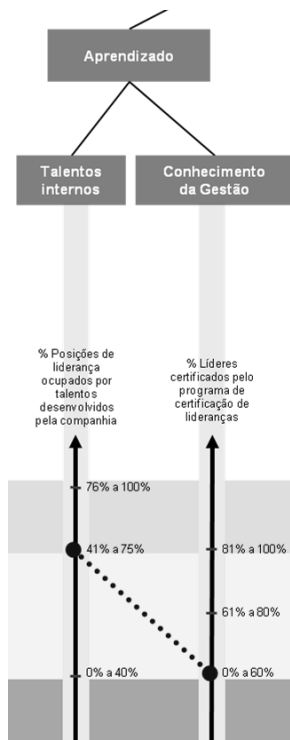 Aprendizado
Talentos
internos
Conhecimento
da Gestão
% Posições de
liderança
ocupados por
talentos
desenvolvidos
pela companhia
% Líderes
certificados pelo
programa de
certificação de
lideranças
76% a 100%
41% a 75%
0% a 40%
81% a 100%
61% a 80%
0% a 60%